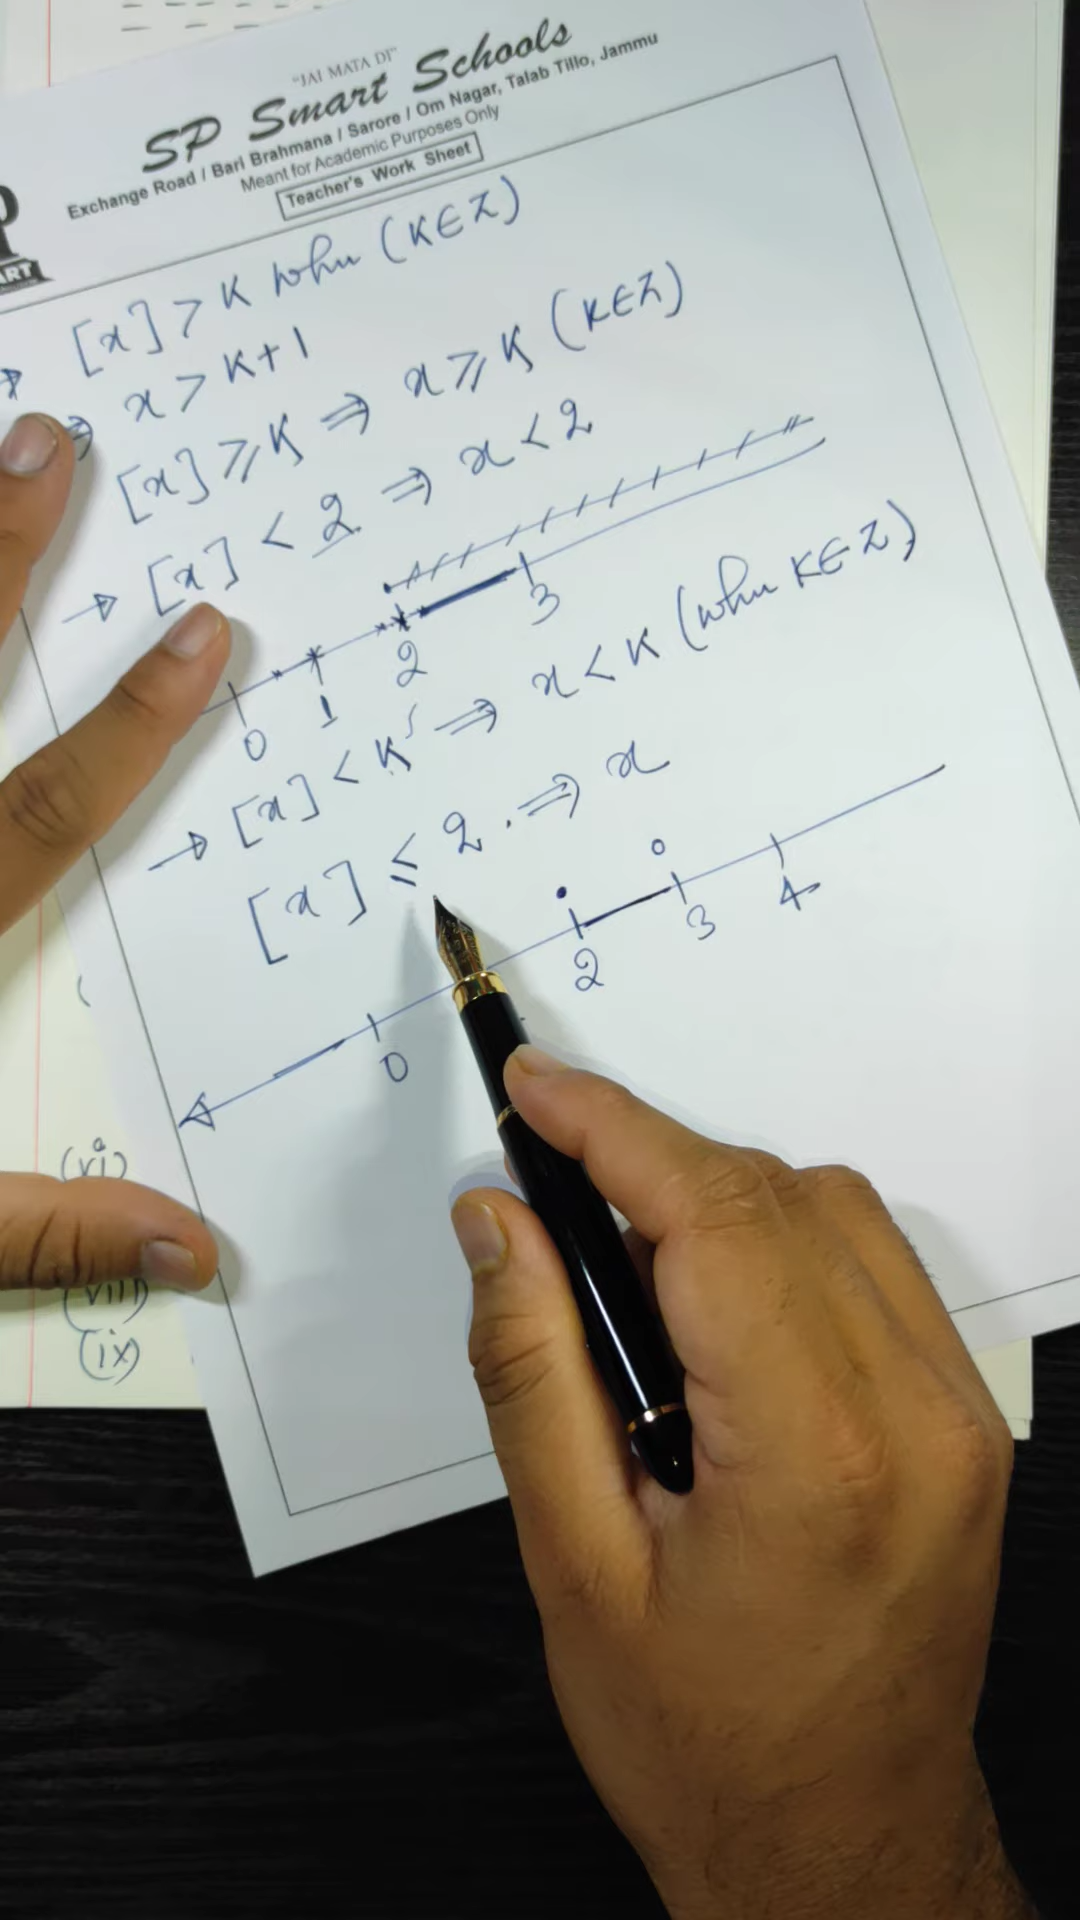 "JAI MATA DI"
SP Smart Schools
Exchange Road / Bari Brahmana / Sarore / Om Nagar, Talab Tillo, Jammu
Meant for Academic Purposes Only
Teacher's Work Sheet
ART
[x] > K when (K∈Z)
⇒ x > K+1
[x] ⩾ K ⇒ x ⩾ K (K∈Z)
→ [x] < 2 ⇒ x < 2
0 1 2 3
→ [x] < K ⇒ x < K (when K∈Z)
[x] ≤ 2 . ⇒ x
0 2 3 4
(vi)
(viii)
(ix)